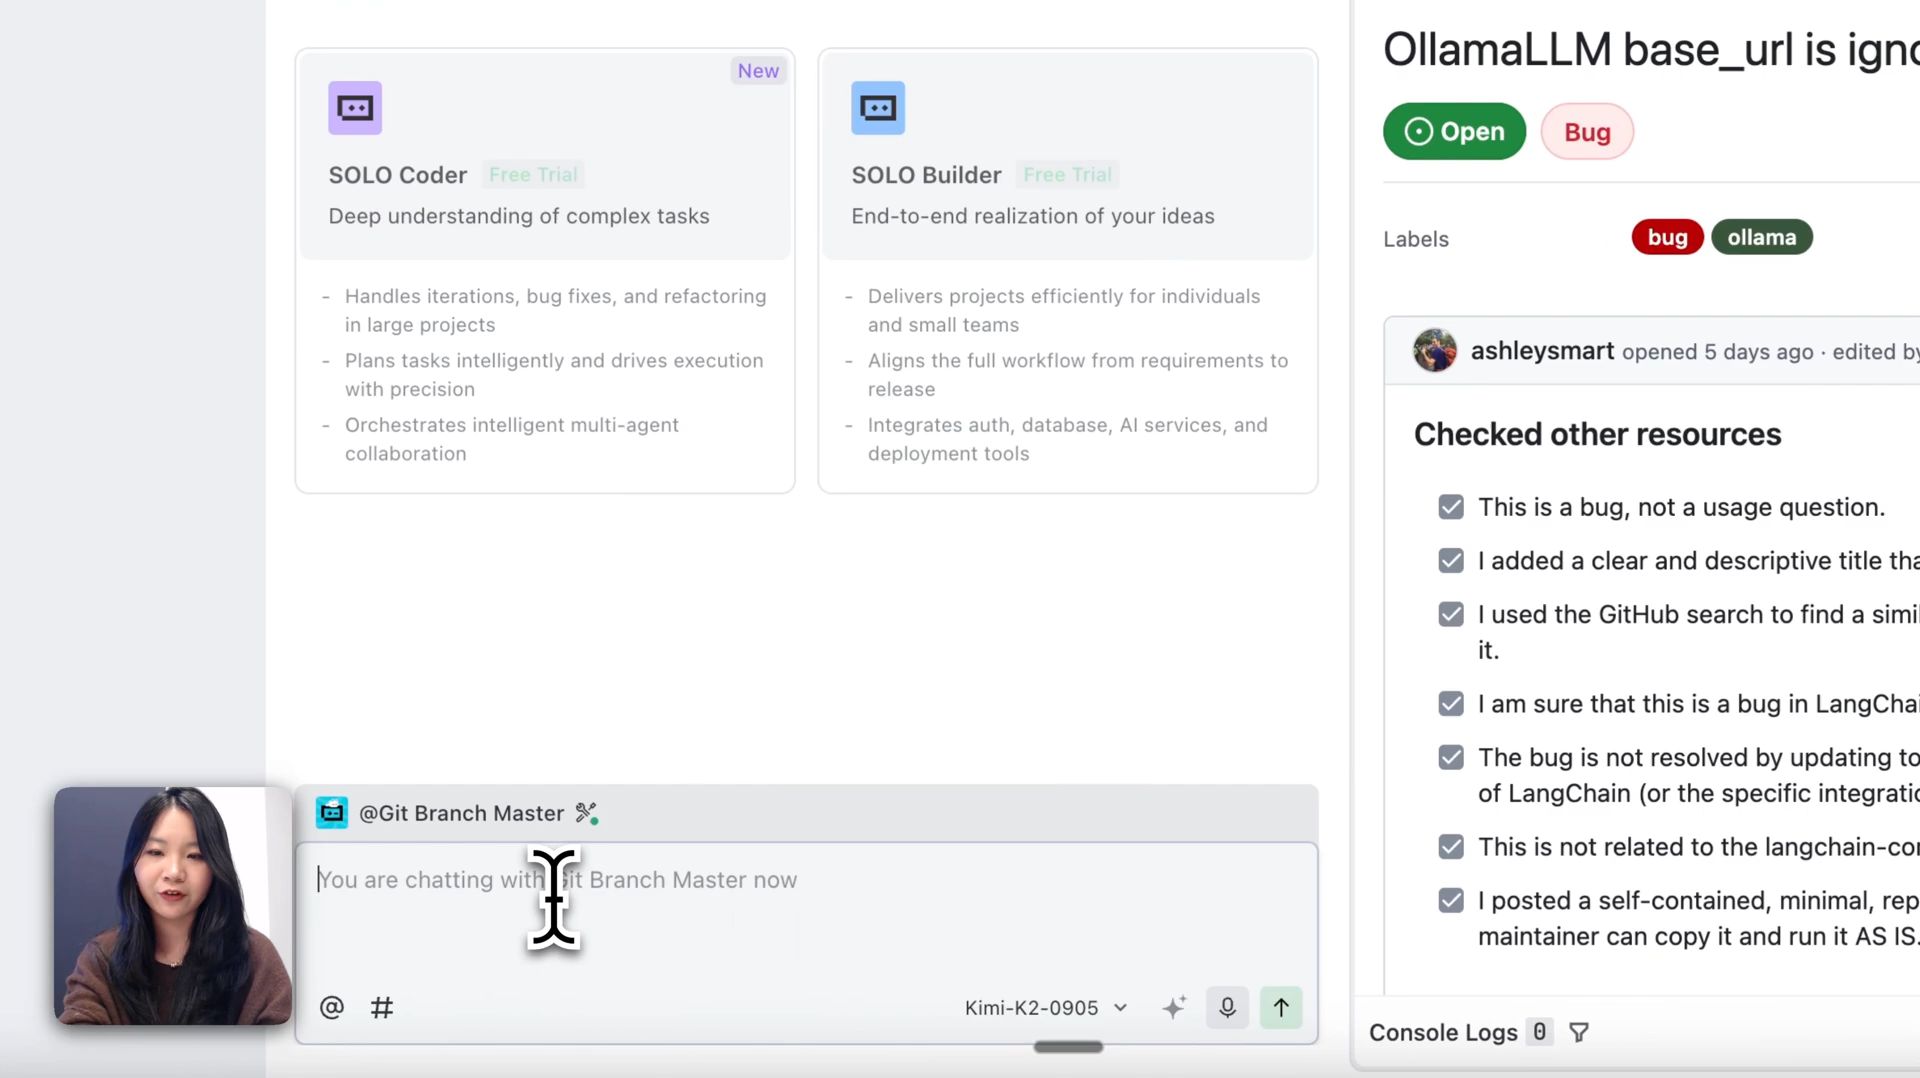 New
SOLO Coder Free Trial
Deep understanding of complex tasks
- Handles iterations, bug fixes, and refactoring
in large projects
- Plans tasks intelligently and drives execution
with precision
- Orchestrates intelligent multi-agent
collaboration
SOLO Builder Free Trial
End-to-end realization of your ideas
- Delivers projects efficiently for individuals
and small teams
- Aligns the full workflow from requirements to
release
- Integrates auth, database, AI services, and
deployment tools
@Git Branch Master
You are chatting with Git Branch Master now
@ #
Kimi-K2-0905
OllamaLLM base_url is igno
Open Bug
Labels bug ollama
ashleysmart opened 5 days ago · edited by
Checked other resources
This is a bug, not a usage question.
I added a clear and descriptive title tha
I used the GitHub search to find a simil
it.
I am sure that this is a bug in LangChai
The bug is not resolved by updating to
of LangChain (or the specific integratio
This is not related to the langchain-co
I posted a self-contained, minimal, rep
maintainer can copy it and run it AS IS.
Console Logs 0